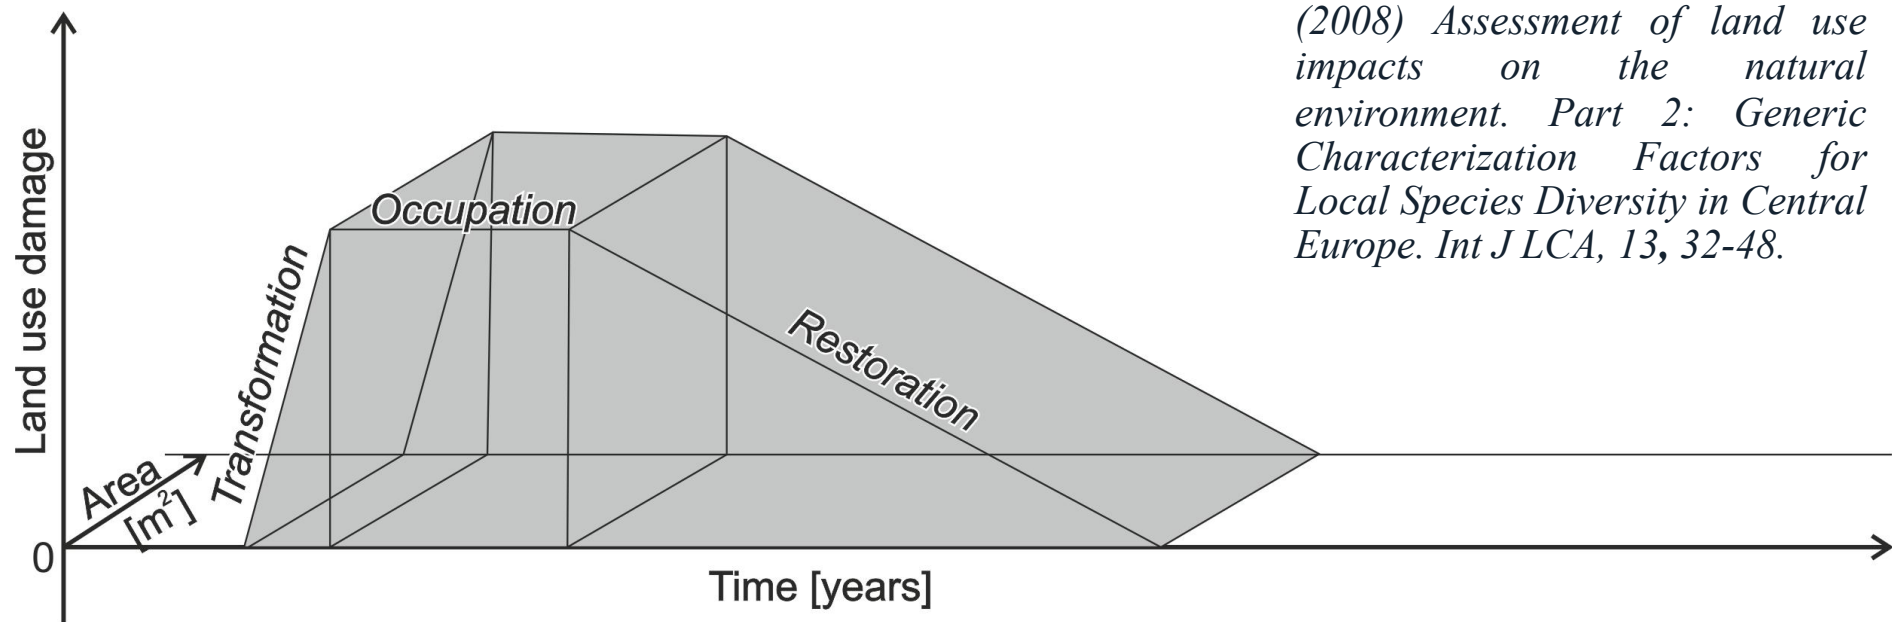 (2008) Assessment of land use
impacts on the natural
environment. Part 2: Generic
Characterization Factors for
Local Species Diversity in Central
Europe. Int J LCA, 13, 32-48.
Land use damage
Area
[m²]
0
Transformation
Occupation
Restoration
Time [years]